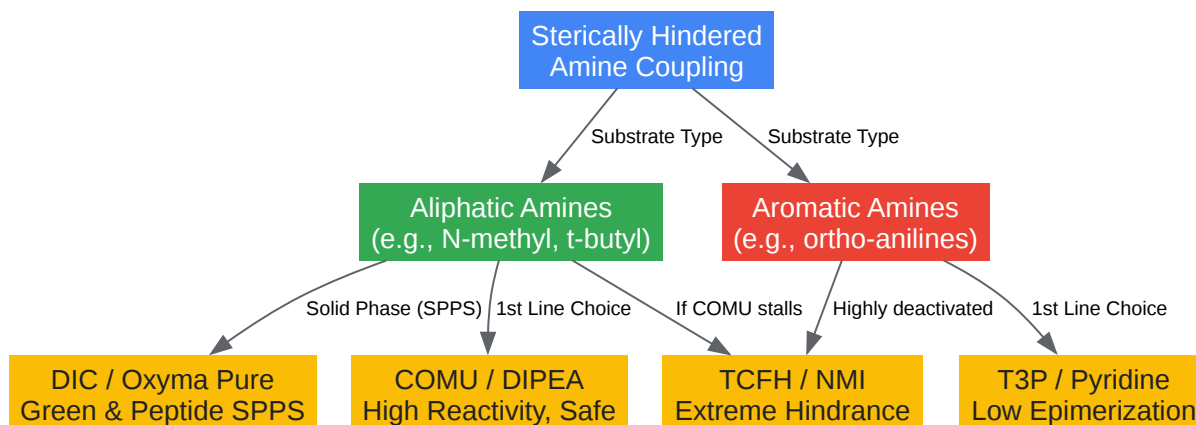 Sterically Hindered
Amine Coupling
Substrate Type
Substrate Type
Aliphatic Amines
(e.g., N-methyl, t-butyl)
Aromatic Amines
(e.g., ortho-anilines)
Solid Phase (SPPS)
1st Line Choice
If COMU stalls
Highly deactivated
1st Line Choice
DIC / Oxyma Pure
Green & Peptide SPPS
COMU / DIPEA
High Reactivity, Safe
TCFH / NMI
Extreme Hindrance
T3P / Pyridine
Low Epimerization